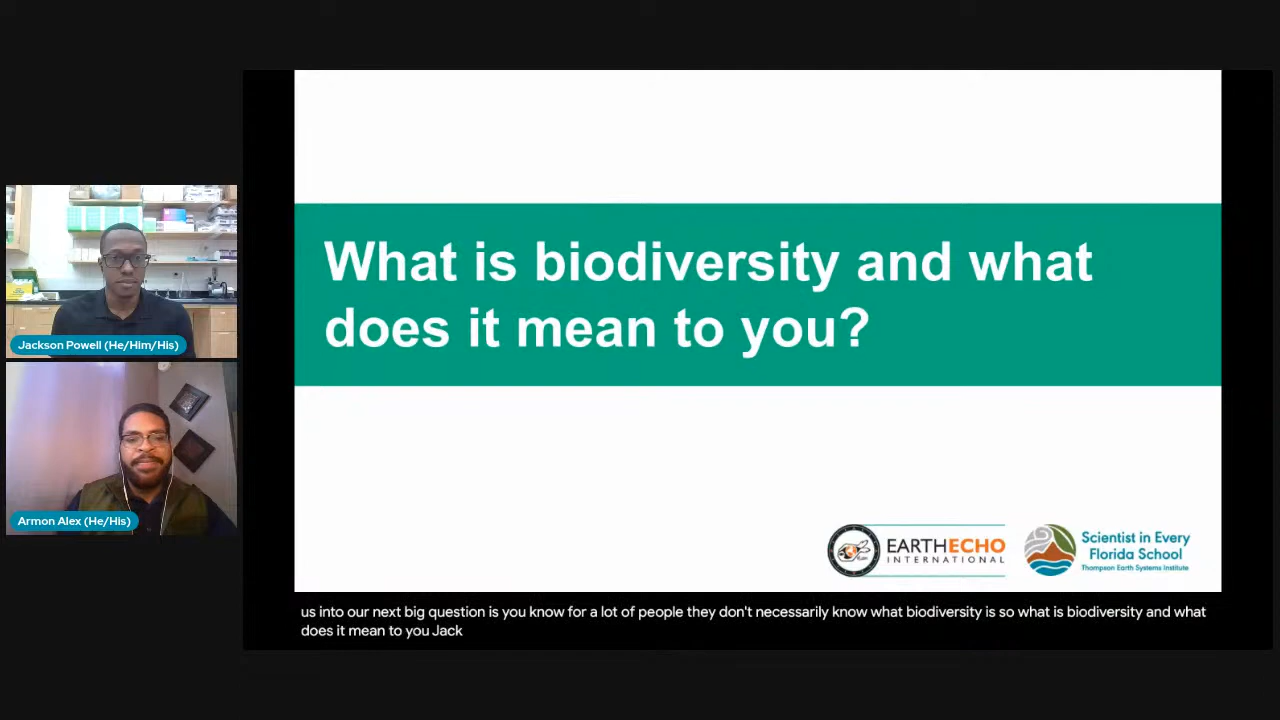 What is biodiversity and what
does it mean to you?
Jackson Powell (He/Him/His)
Armon Alex (He/His)
EARTHECHO
INTERNATIONAL
Scientist in Every
Florida School
Thompson Earth Systems Institute
us into our next big question is you know for a lot of people they don't necessarily know what biodiversity is so what is biodiversity and what
does it mean to you Jack